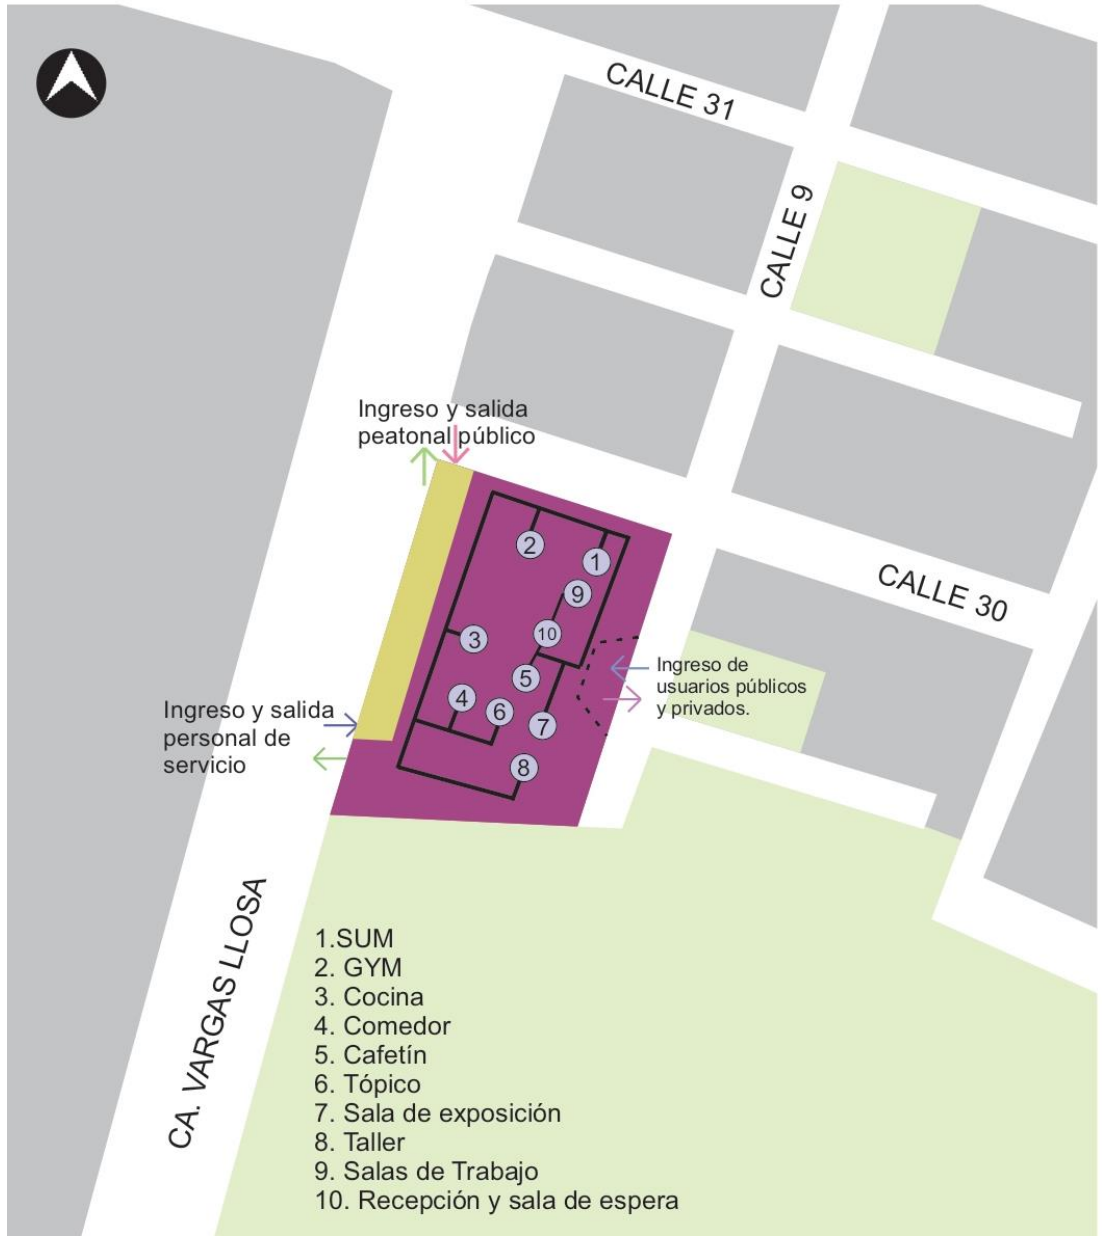 CALLE 31
CALLE 9
Ingreso y salida
peatonal público
CALLE 30
2
1
9
10
3
5
4
6
7
8
Ingreso de
usuarios públicos
y privados.
Ingreso y salida
personal de
servicio
CA. VARGAS LLOSA
1.SUM
2. GYM
3. Cocina
4. Comedor
5. Cafetín
6. Tópico
7. Sala de exposición
8. Taller
9. Salas de Trabajo
10. Recepción y sala de espera